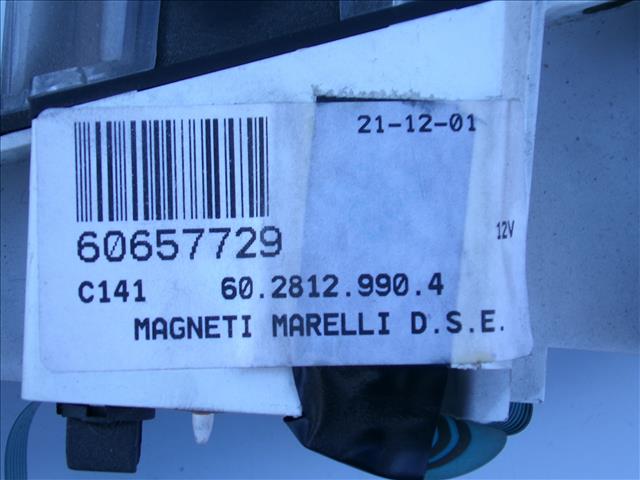 21-12-01
60657729
12V
C141 60.2812.990.4
MAGNETI MARELLI D.S.E.